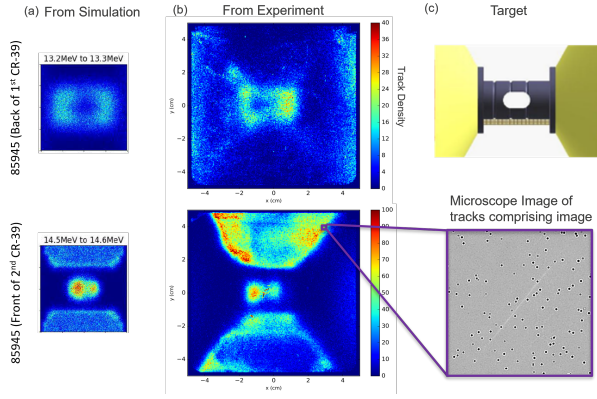 (a) From Simulation
(b) From Experiment
(c) Target
85945 (Back of 1st CR-39)
13.2MeV to 13.3MeV
4
2
0
−2
−4
y (cm)
−4 −2 0 2 4
x (cm)
40
36
32
28
24
20
16
12
8
4
0
Track Density
85945 (Front of 2nd CR-39)
14.5MeV to 14.6MeV
4
2
0
−2
−4
y (cm)
−4 −2 0 2 4
x (cm)
100
90
80
70
60
50
40
30
20
10
0
Microscope Image of
tracks comprising image